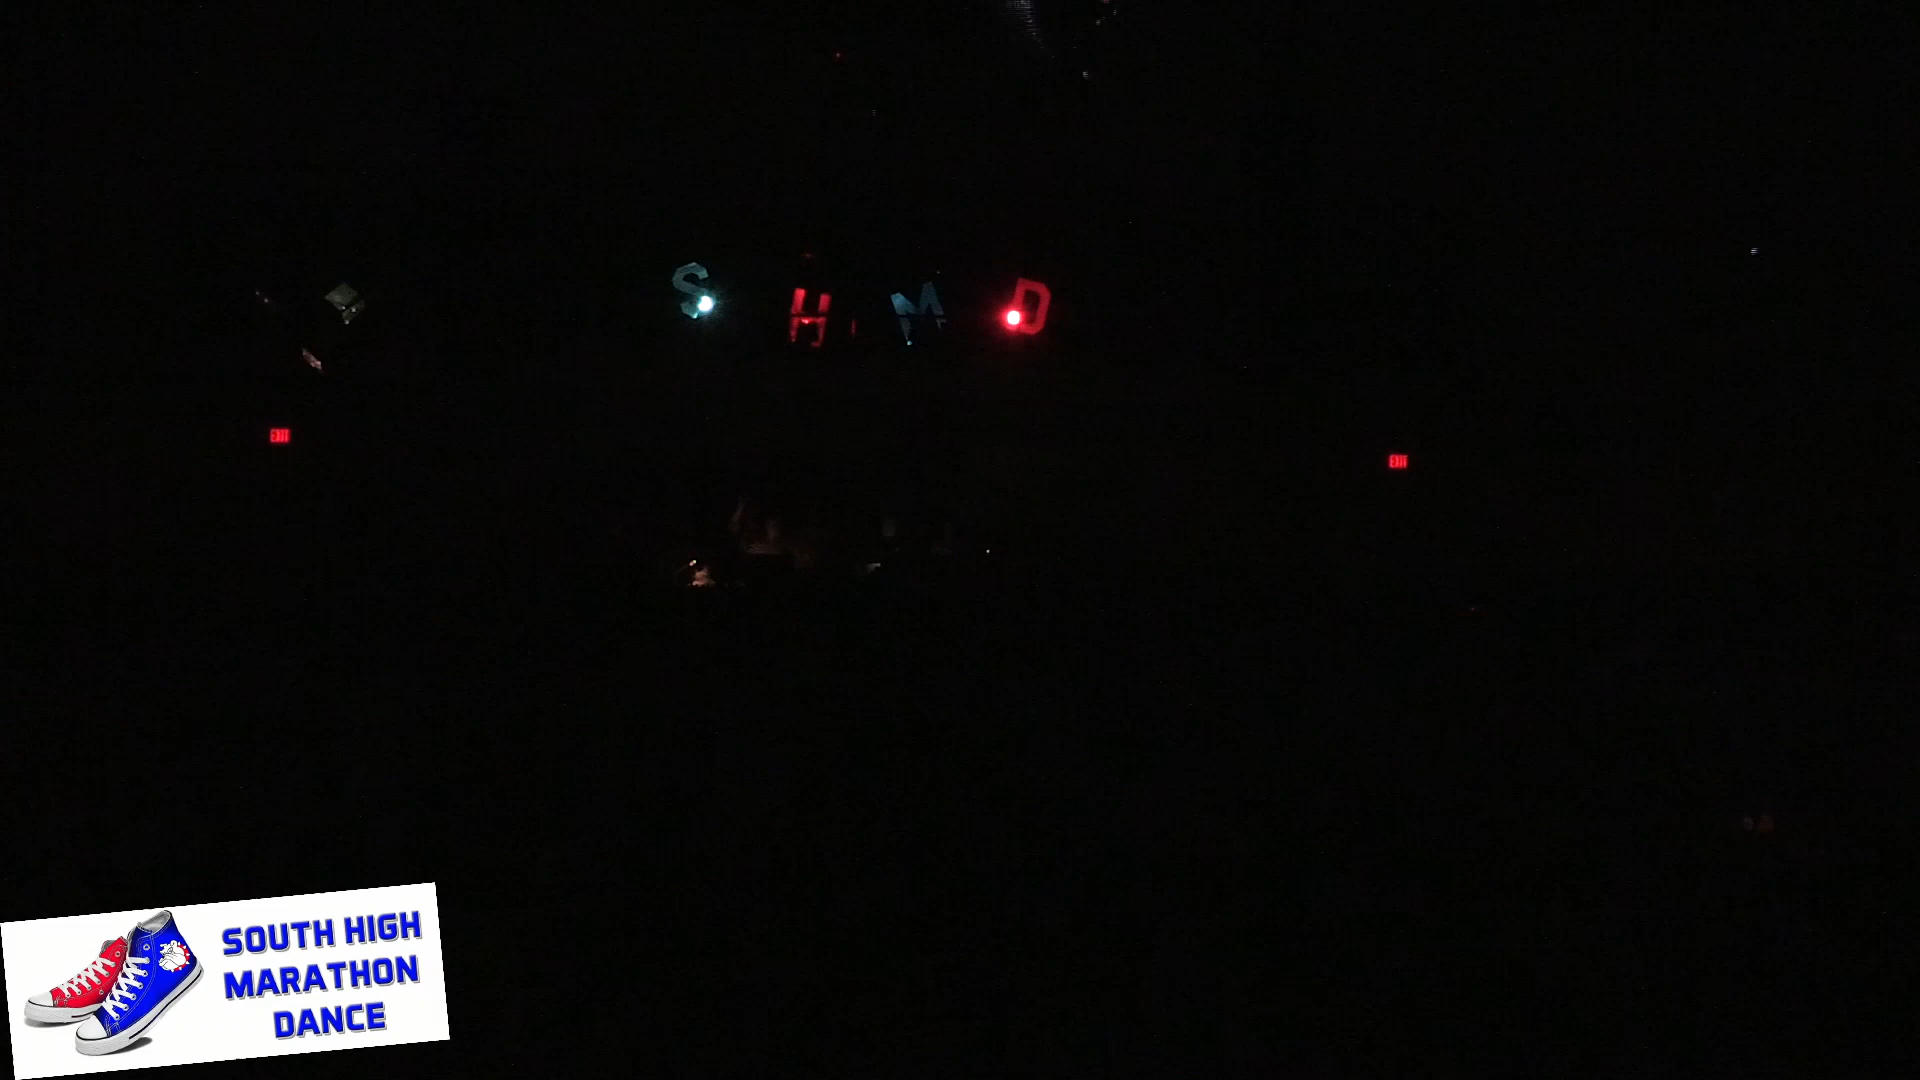 S H M D
EXIT
EXIT
SOUTH HIGH
MARATHON
DANCE